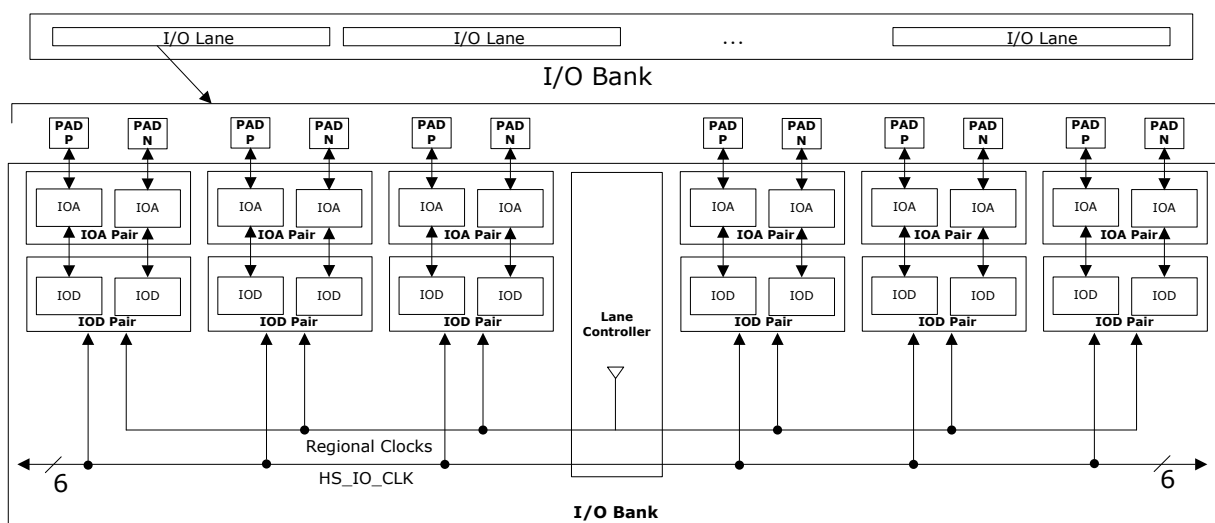 I/O Lane I/O Lane ... I/O Lane
I/O Bank
PAD P PAD N PAD P PAD N PAD P PAD N PAD P PAD N PAD P PAD N PAD P PAD N
IOA IOA IOA IOA IOA IOA IOA IOA IOA IOA IOA IOA
IOA Pair IOA Pair IOA Pair IOA Pair IOA Pair IOA Pair
IOD IOD IOD IOD IOD IOD IOD IOD IOD IOD IOD IOD
IOD Pair IOD Pair IOD Pair IOD Pair IOD Pair IOD Pair
Lane
Controller
Regional Clocks
6 HS_IO_CLK 6
I/O Bank